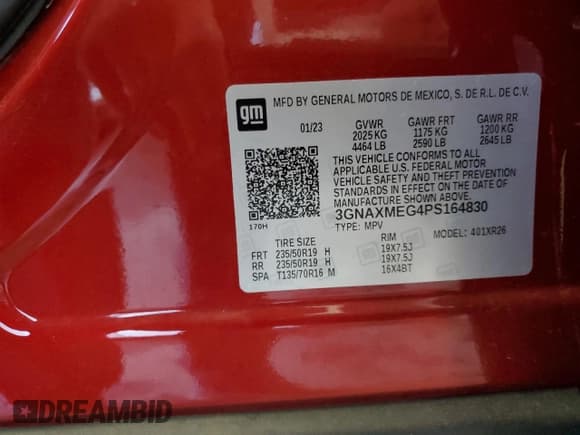 gm
MFD BY GENERAL MOTORS DE MEXICO, S. DE R.L. DE C.V.
01/23 GVWR GAWR FRT GAWR RR
2025 KG 1175 KG 1200 KG
4464 LB 2590 LB 2645 LB
THIS VEHICLE CONFORMS TO ALL
APPLICABLE U.S. FEDERAL MOTOR
VEHICLE SAFETY AND THEFT PREVENTION
STANDARDS IN EFFECT ON THE DATE OF
MANUFACTURE SHOWN ABOVE.
3GNAXMEG4PS164830
170H
TYPE: MPV MODEL: 401XR26
TIRE SIZE RIM
FRT 235/50R19 H 19X7.5J
RR 235/50R19 H 19X7.5J
SPA T135/70R16 M 16X4BT
DREAMBID